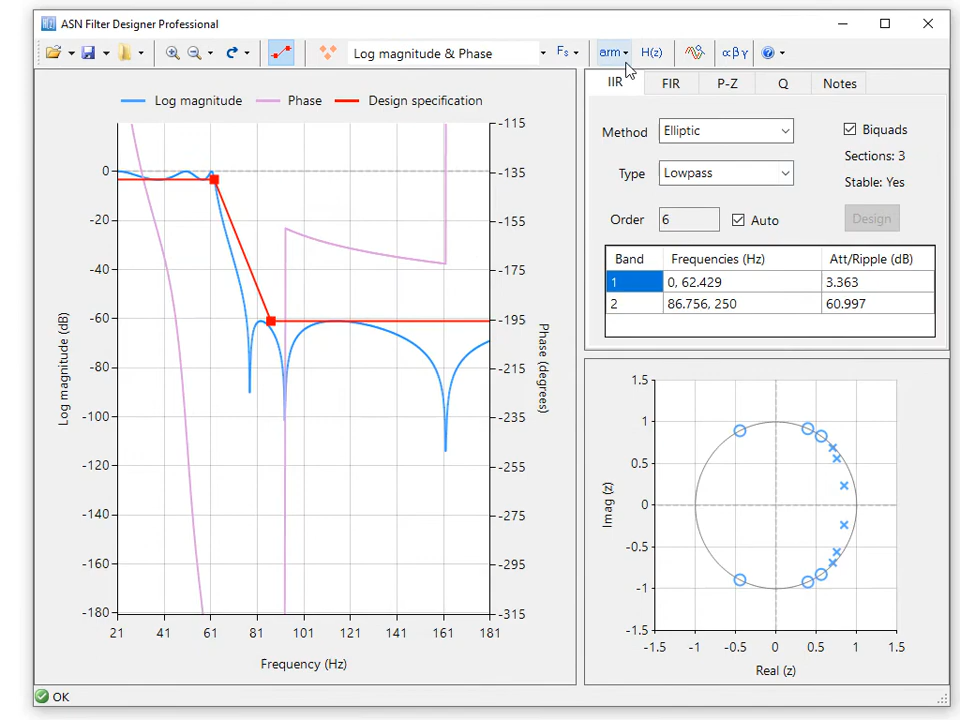 ASN Filter Designer Professional
Log magnitude & Phase
Fs
arm
H(z)
αβγ
Log magnitude
Phase
Design specification
0
-20
-40
-60
-80
-100
-120
-140
-160
-180
-115
-135
-155
-175
-195
-215
-235
-255
-275
-295
-315
21
41
61
81
101
121
141
161
181
Log magnitude (dB)
Phase (degrees)
Frequency (Hz)
IIR
FIR
P-Z
Q
Notes
Method
Elliptic
Biquads
Sections: 3
Type
Lowpass
Stable: Yes
Order
6
Auto
Design
Band
Frequencies (Hz)
Att/Ripple (dB)
1
0, 62.429
3.363
2
86.756, 250
60.997
1.5
1
0.5
0
-0.5
-1
-1.5
-1.5
-1
-0.5
0
0.5
1
1.5
Imag (z)
Real (z)
OK